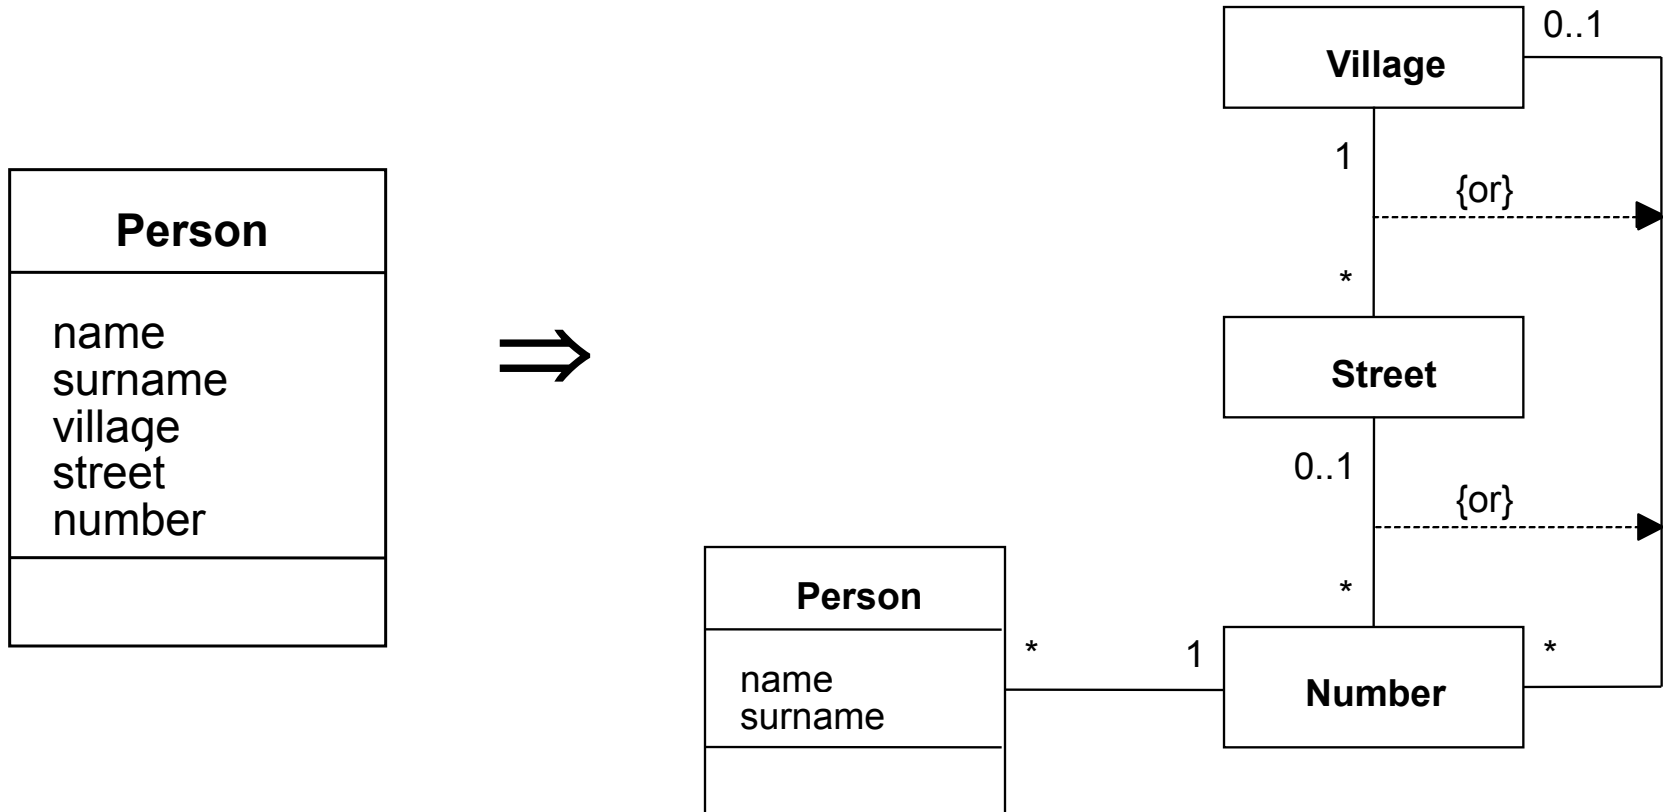 Person
name
surname
village
street
number
⇒
Village
0..1
1
{or}
*
Street
0..1
{or}
*
Person
name
surname
*
1
Number
*